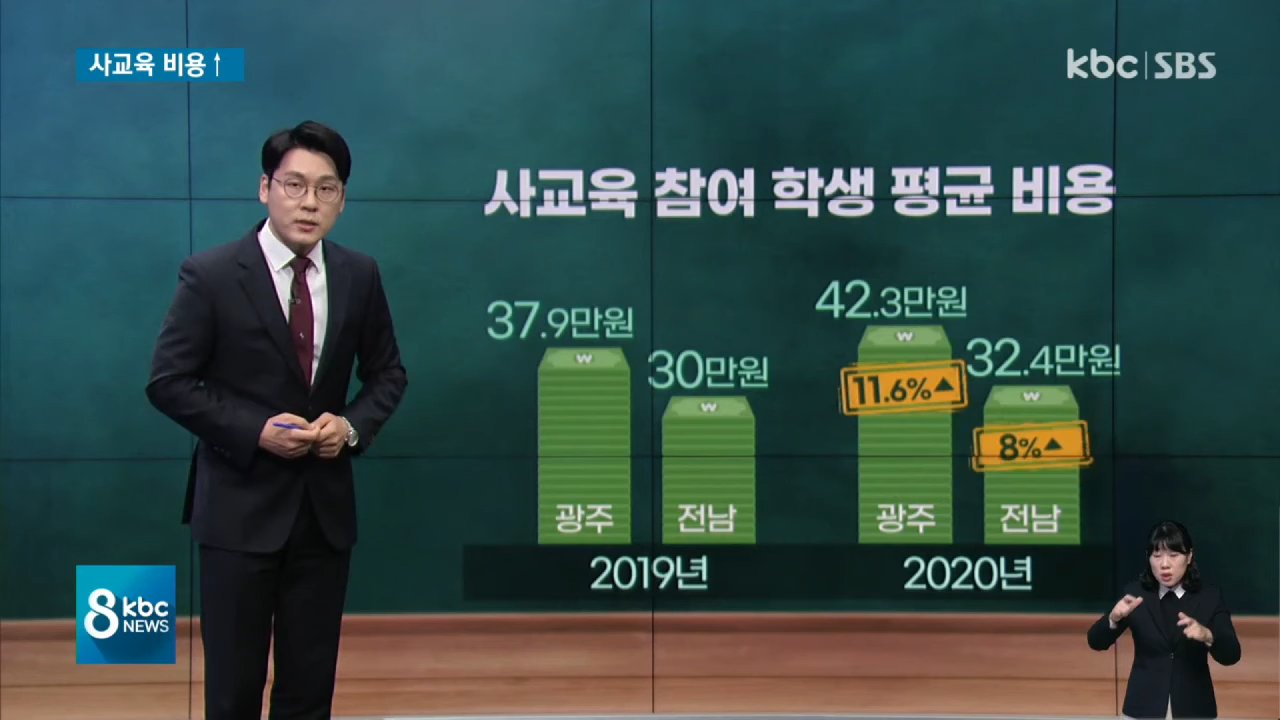 사교육 비용↑
kbc SBS
사교육 참여 학생 평균 비용
37.9만원
30만원
42.3만원
32.4만원
₩
₩
₩
₩
11.6%▲
8%▲
광주
전남
광주
전남
2019년
2020년
8 kbc
NEWS